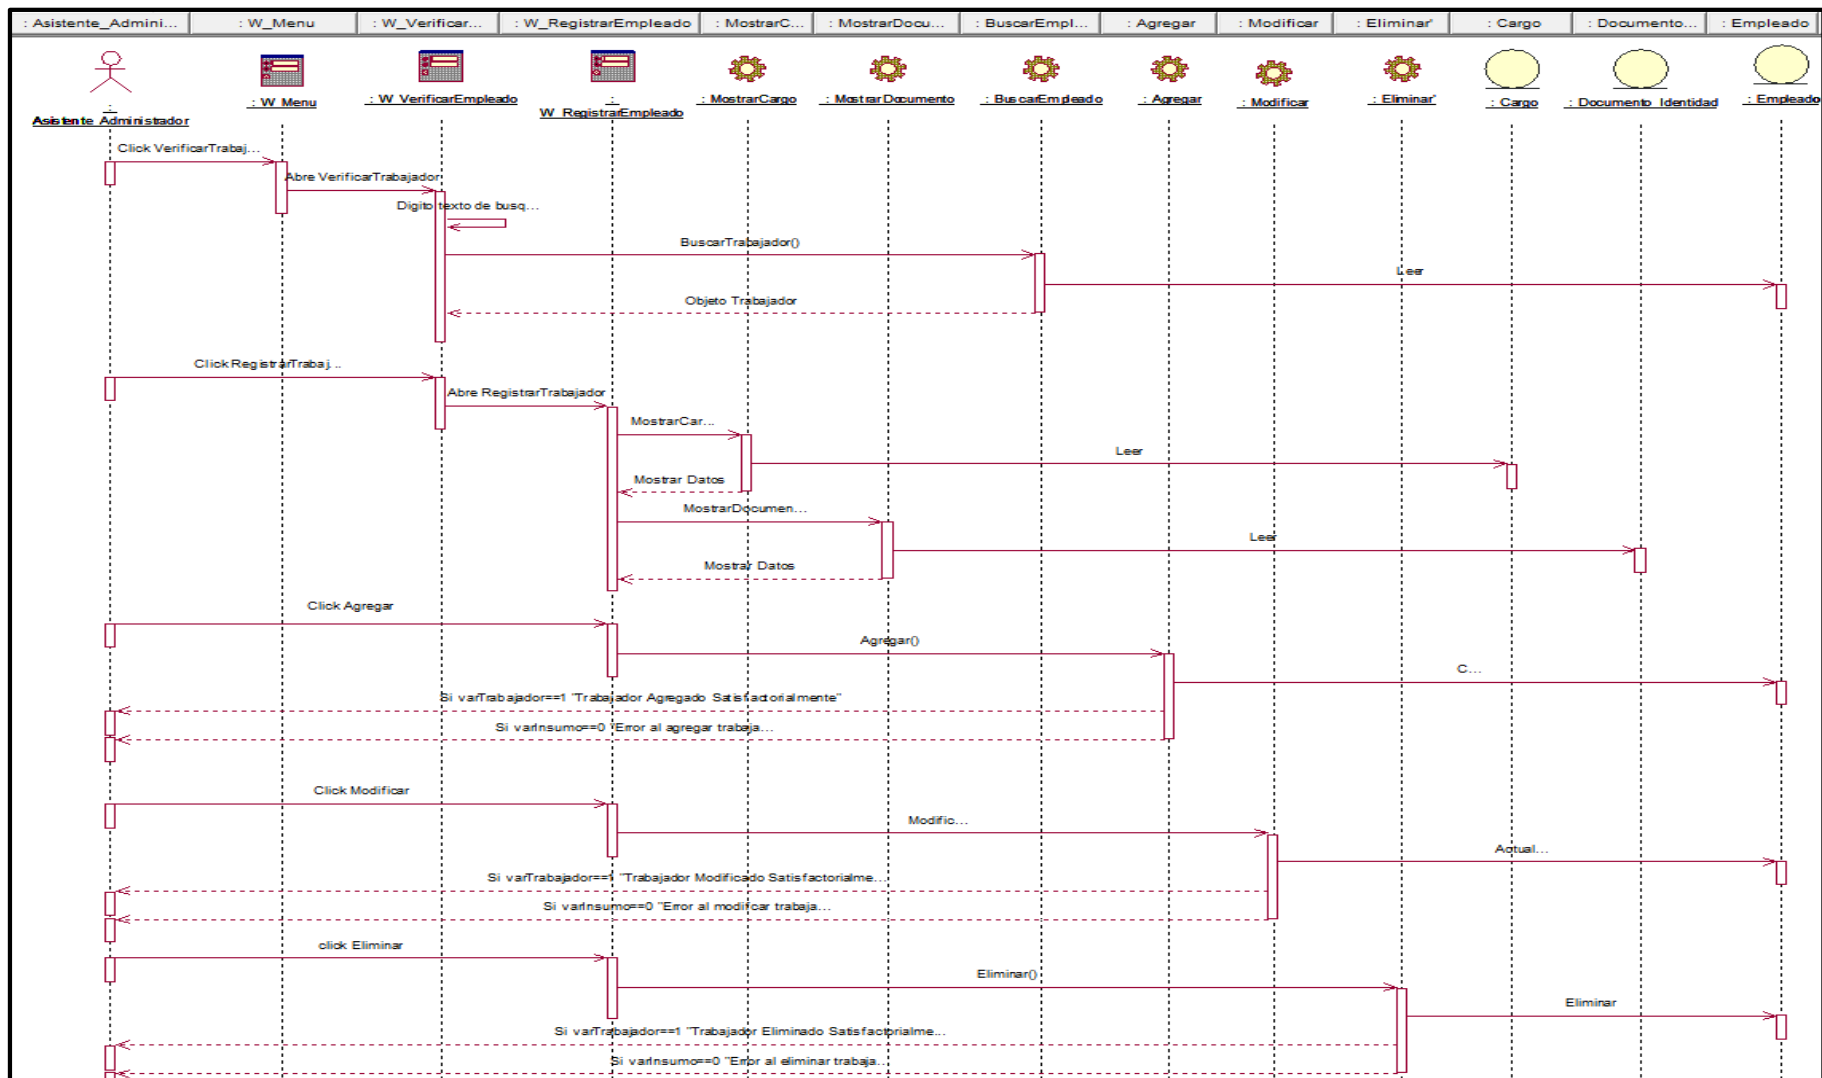 : Asistente_Admini...
: W_Menu
: W_Verificar...
: W_RegistrarEmpleado
: MostrarC...
: MostrarDocu...
: BuscarEmpl...
: Agregar
: Modificar
: Eliminar'
: Cargo
: Documento...
: Empleado
:
Asistente_Administrador
: W_Menu
: W_VerificarEmpleado
:
W_RegistrarEmpleado
: MostrarCargo
: MostrarDocumento
: BuscarEmpleado
: Agregar
: Modificar
: Eliminar'
: Cargo
: Documento_Identidad
: Empleado
Click VerificarTrabaj...
Abre VerificarTrabajador
Digito texto de busq...
BuscarTrabajador()
Leer
Objeto Trabajador
Click RegistrarTrabaj...
Abre RegistrarTrabajador
MostrarCar...
Leer
Mostrar Datos
MostrarDocumen...
Leer
Mostrar Datos
Click Agregar
Agregar()
C...
Si varTrabajador==1 "Trabajador Agregado Satisfactorialmente"
Si varInsumo==0 "Error al agregar trabaja...
Click Modificar
Modific...
Actual...
Si varTrabajador==1 "Trabajador Modificado Satisfactorialme...
Si varInsumo==0 "Error al modifcar trabaja...
click Eliminar
Eliminar()
Eliminar
Si varTrabajador==1 "Trabajador Eliminado Satisfactorialme...
Si varInsumo==0 "Error al eliminar trabaja...